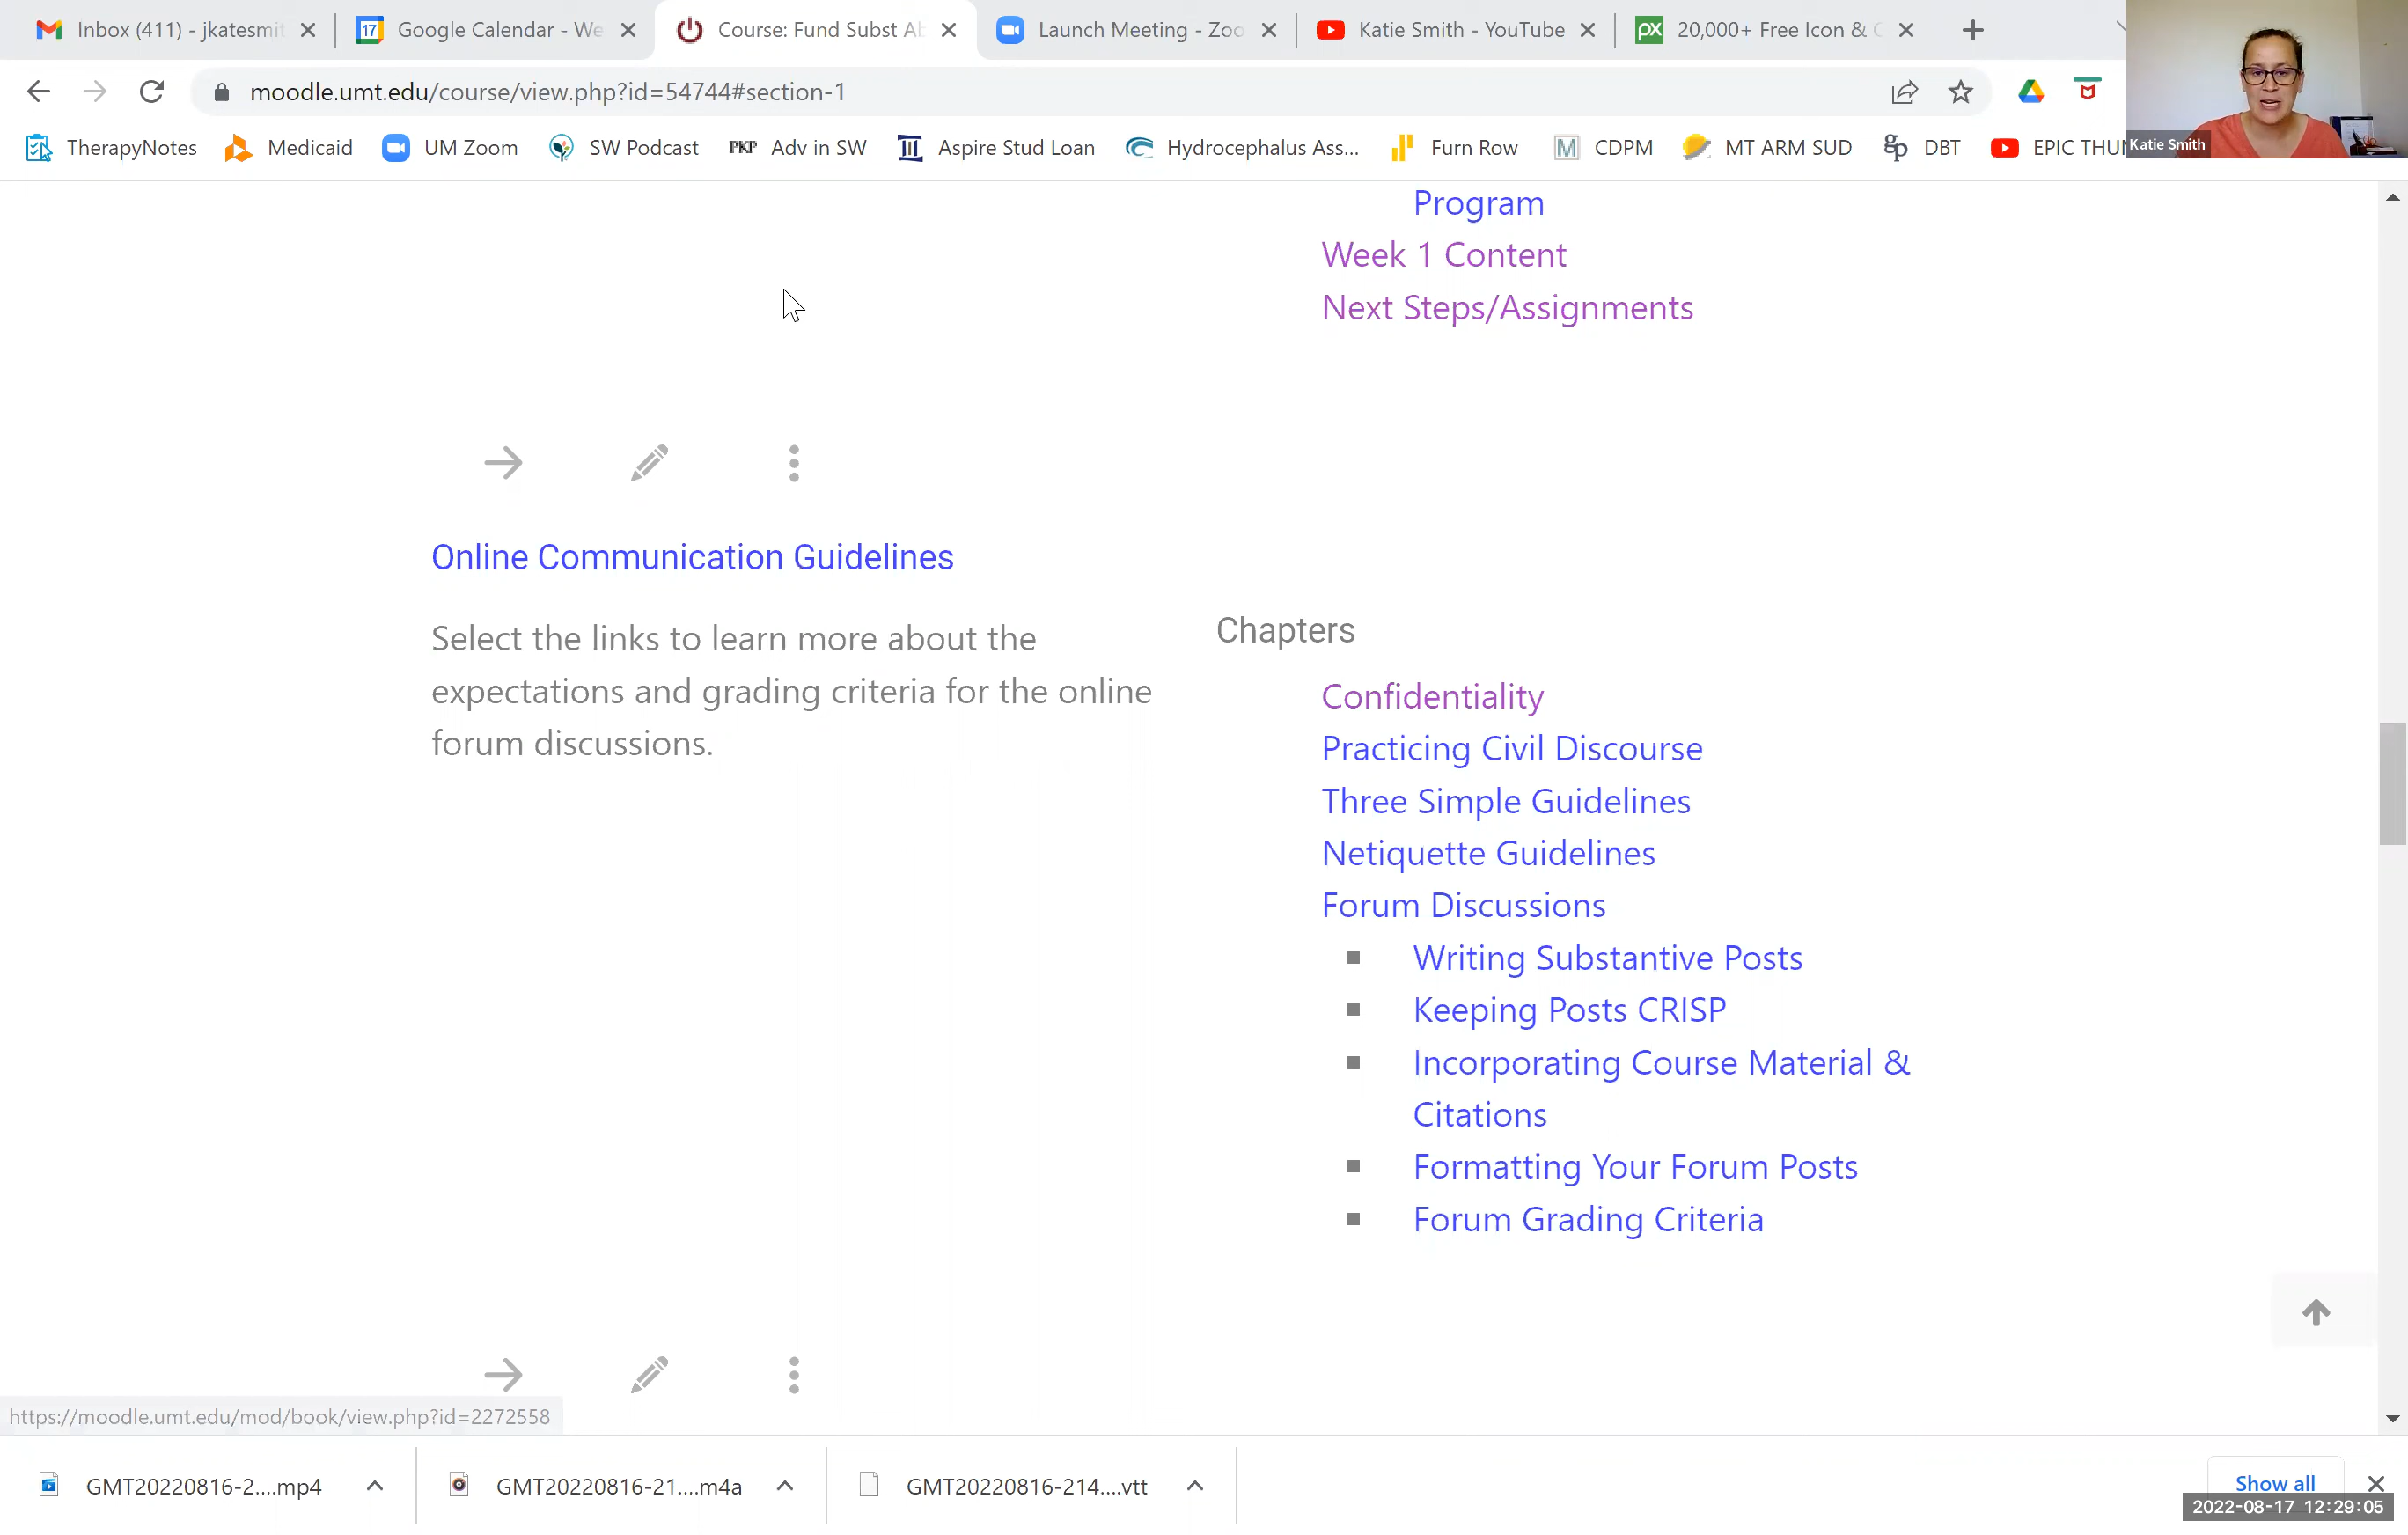 Inbox (411) - jkatesmit
17
Google Calendar - We
Course: Fund Subst Ab
Launch Meeting - Zoo
Katie Smith - YouTube
px
20,000+ Free Icon & C
moodle.umt.edu/course/view.php?id=54744#section-1
TherapyNotes
Medicaid
UM Zoom
SW Podcast
PKP
Adv in SW
Aspire Stud Loan
Hydrocephalus Ass...
Furn Row
M
CDPM
MT ARM SUD
gp
DBT
EPIC THUN
Katie Smith
Program
Week 1 Content
Next Steps/Assignments
Online Communication Guidelines
Select the links to learn more about the
expectations and grading criteria for the online
forum discussions.
Chapters
Confidentiality
Practicing Civil Discourse
Three Simple Guidelines
Netiquette Guidelines
Forum Discussions
Writing Substantive Posts
Keeping Posts CRISP
Incorporating Course Material &
Citations
Formatting Your Forum Posts
Forum Grading Criteria
https://moodle.umt.edu/mod/book/view.php?id=2272558
GMT20220816-2....mp4
GMT20220816-21....m4a
GMT20220816-214....vtt
Show all
2022-08-17 12:29:05